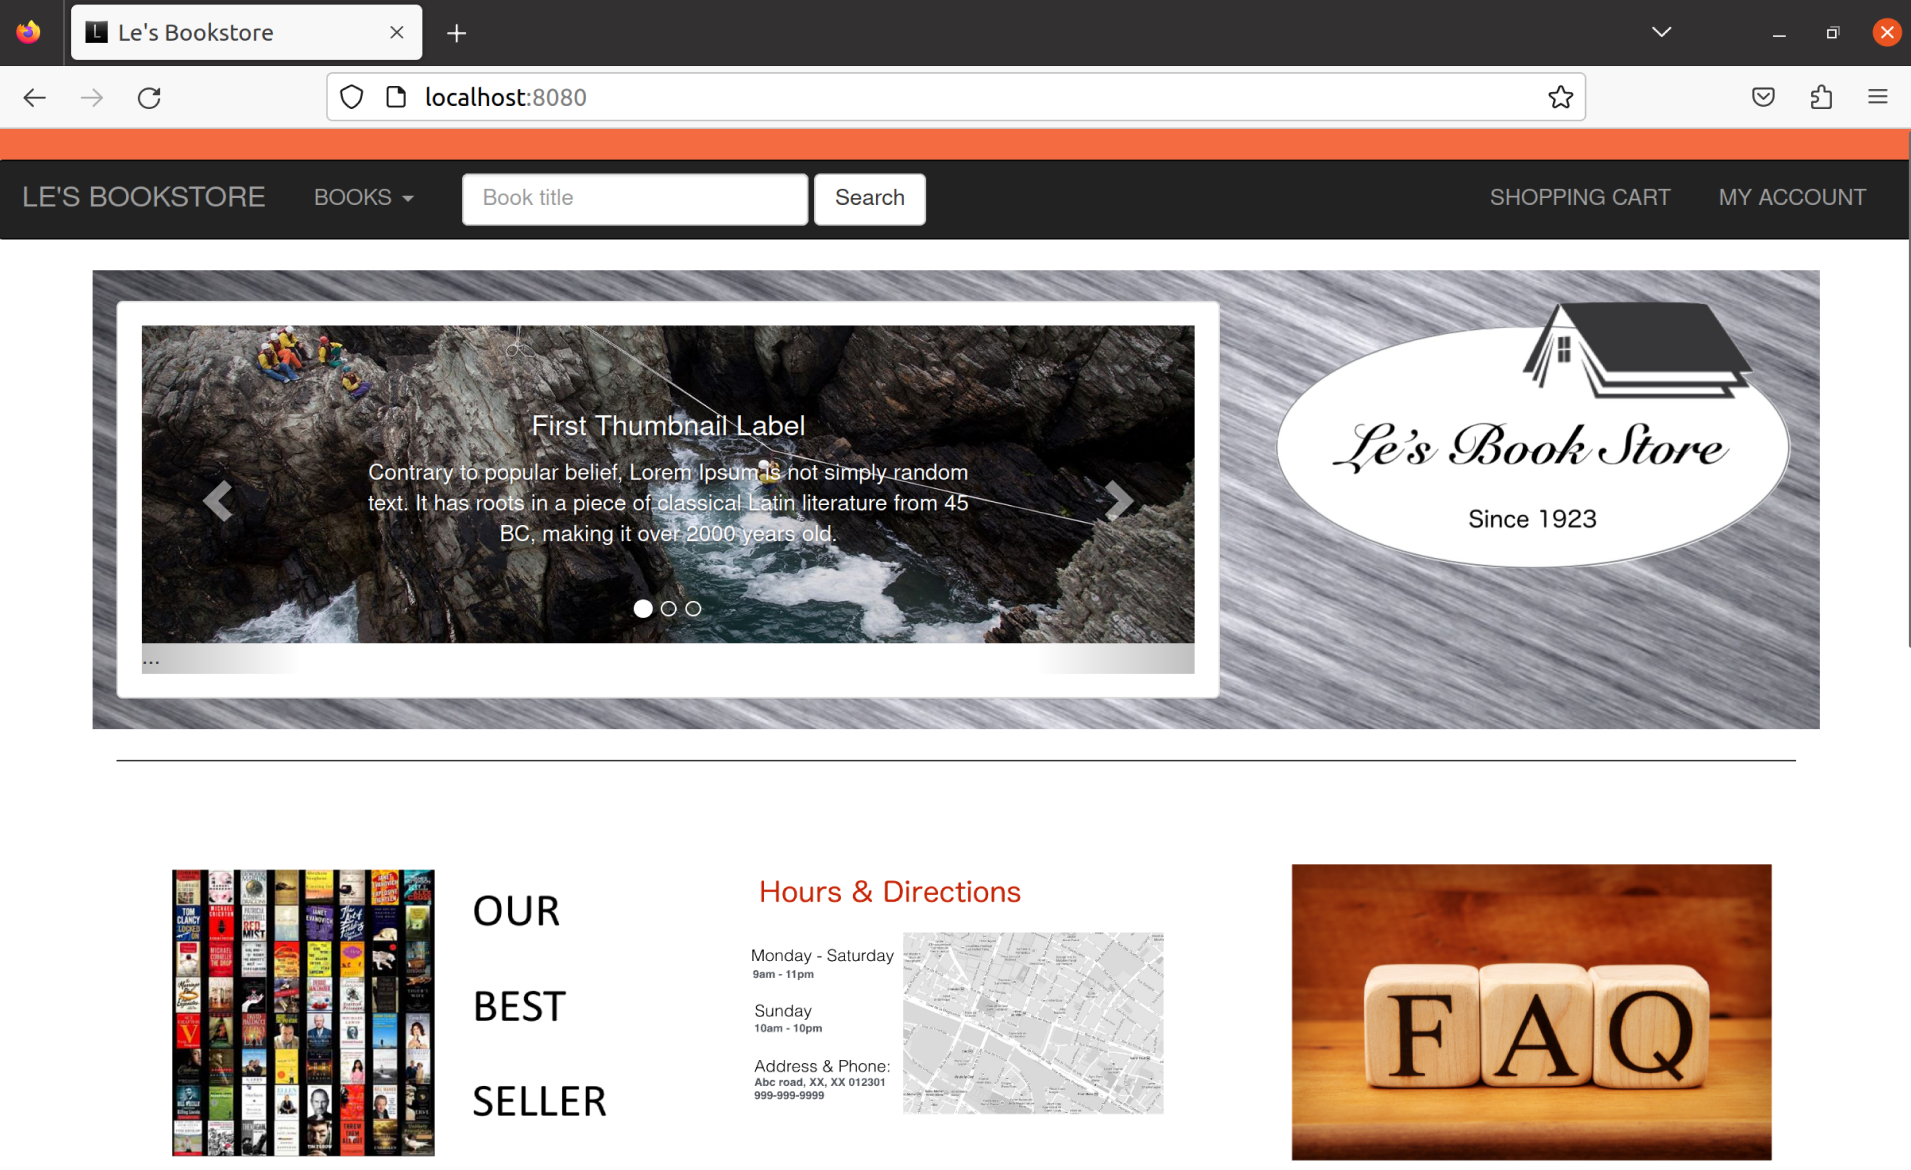 Le's Bookstore
localhost:8080
LE'S BOOKSTORE
BOOKS
Book title
Search
SHOPPING CART
MY ACCOUNT
First Thumbnail Label
Contrary to popular belief, Lorem Ipsum is not simply random
text. It has roots in a piece of classical Latin literature from 45
BC, making it over 2000 years old.
...
Le's Book Store
Since 1923
OUR
BEST
SELLER
Hours & Directions
Monday - Saturday
9am - 11pm
Sunday
10am - 10pm
Address & Phone:
Abc road, XX, XX 012301
999-999-9999
FAQ